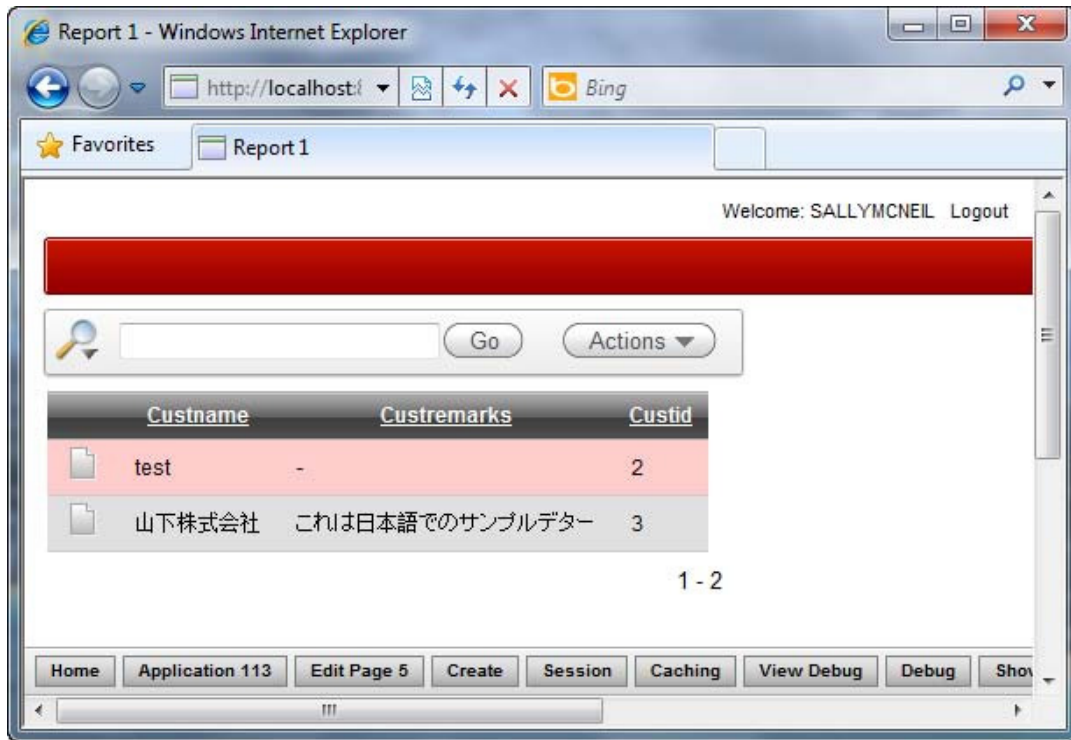 Report 1 - Windows Internet Explorer
http://localhost:8 Bing
Favorites Report 1
Welcome: SALLYMCNEIL Logout
Go Actions
Custname Custremarks Custid
test - 2
山下株式会社 これは日本語でのサンプルデター 3
1 - 2
Home Application 113 Edit Page 5 Create Session Caching View Debug Debug Show